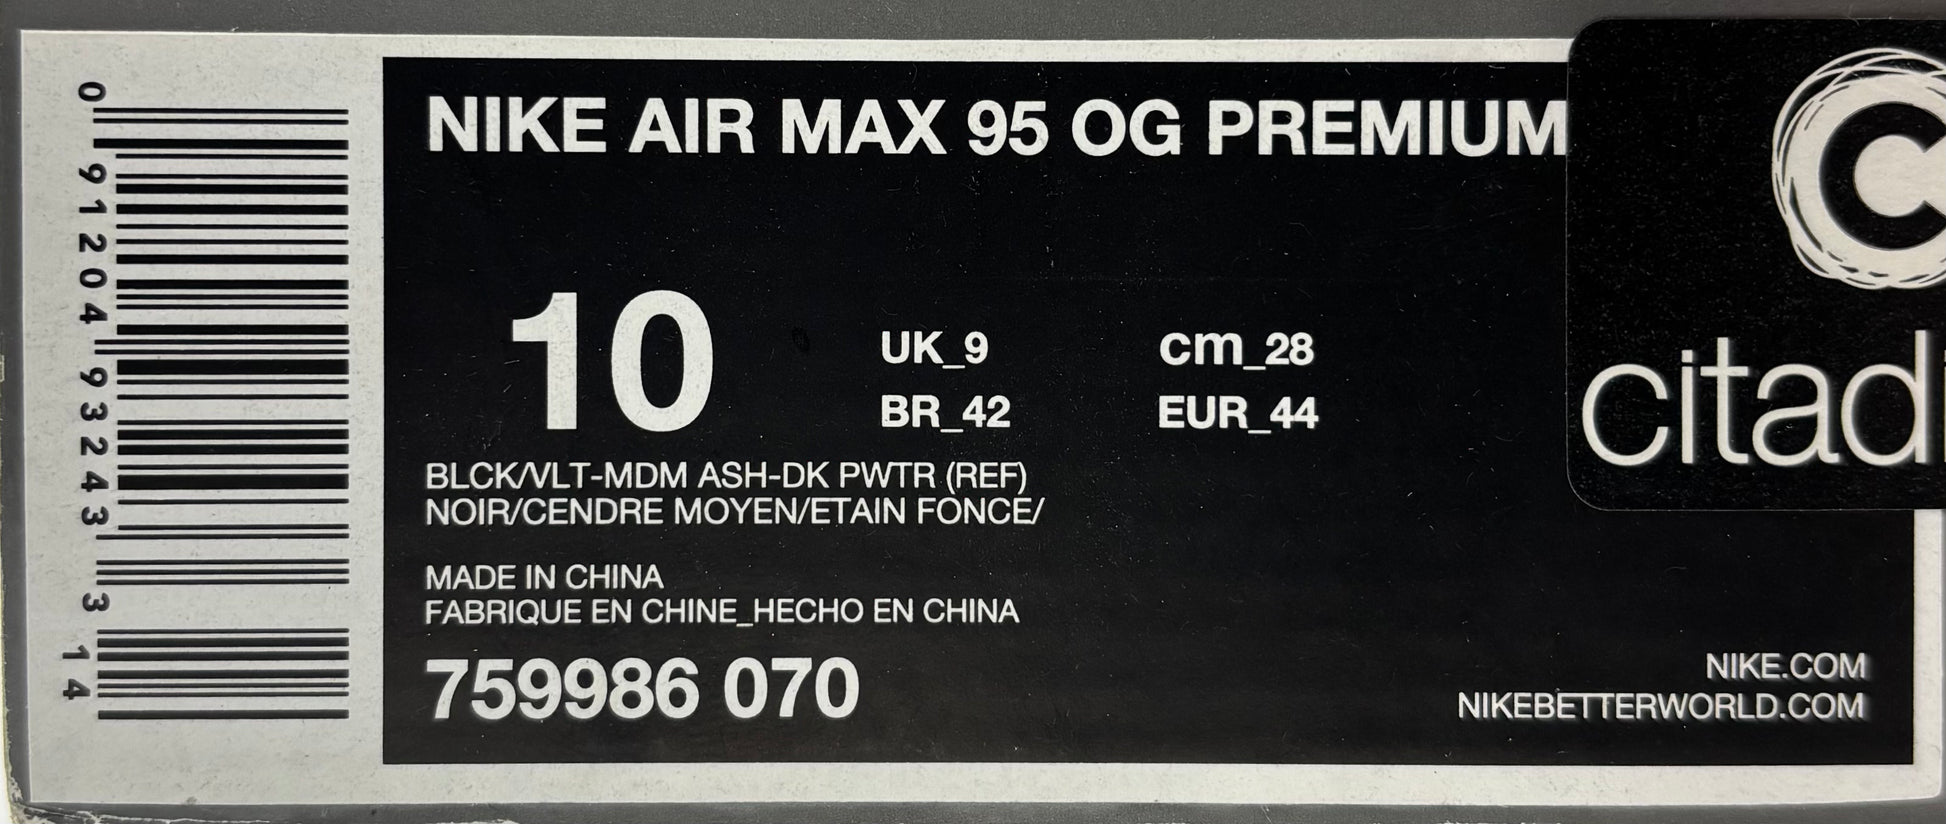 NIKE AIR MAX 95 OG PREMIUM
10
UK_9
cm_28
BR_42
EUR_44
BLCK/VLT-MDM ASH-DK PWTR (REF)
NOIR/CENDRE MOYEN/ETAIN FONCE/
MADE IN CHINA
FABRIQUE EN CHINE_HECHO EN CHINA
759986 070
NIKE.COM
NIKEBETTERWORLD.COM
0 91204 93243 3 14
C
citadi